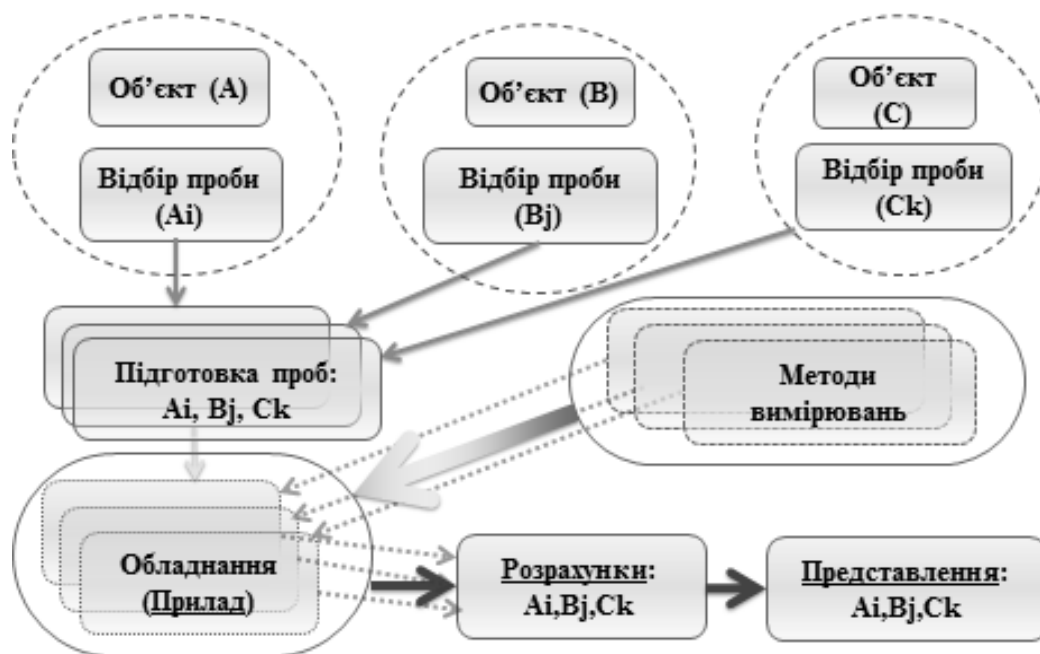 Об’єкт (А)
Об’єкт (В)
Об’єкт
(С)
Відбір проби
(Аі)
Відбір проби
(Bj)
Відбір проби
(Ck)
Підготовка проб:
Ai, Bj, Ck
Методи
вимірювань
Обладнання
(Прилад)
Розрахунки:
Ai,Bj,Ck
Представлення:
Ai,Bj,Ck